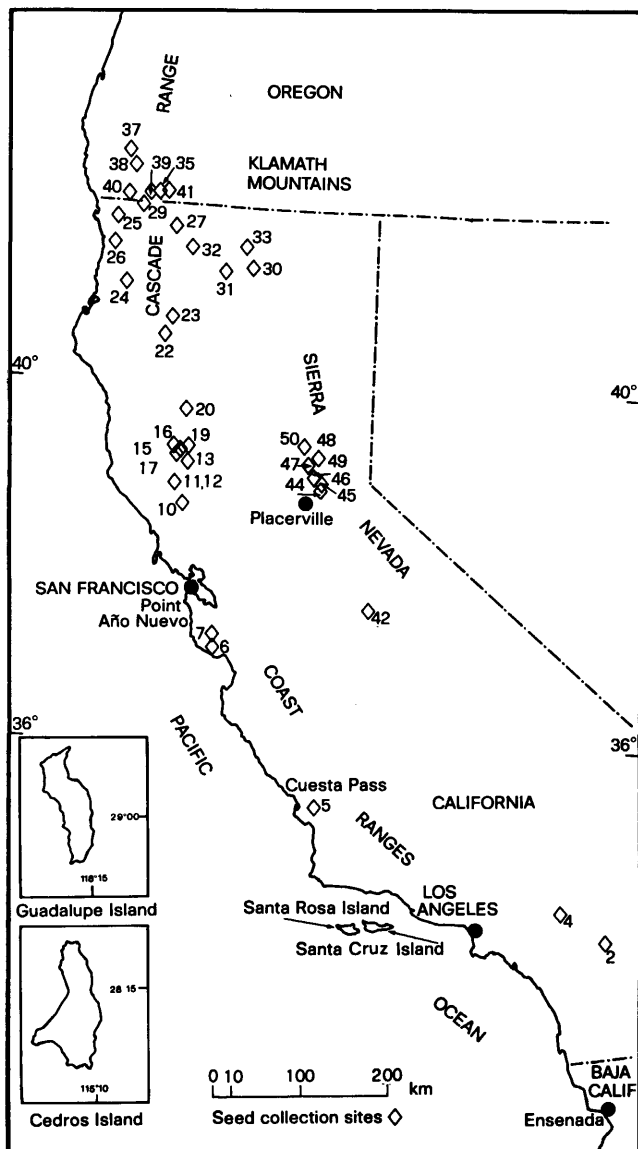 RANGE
OREGON
37
38
39
35
KLAMATH
MOUNTAINS
40
41
29
25
27
26
CASCADE
32
33
31
30
24
23
22
40°
40°
SIERRA
20
16
19
15
17
13
11,12
10
50
48
47
49
46
44
45
Placerville
NEVADA
SAN FRANCISCO
Point
Año Nuevo
7
6
42
COAST
PACIFIC
36°
36°
Cuesta Pass
5
CALIFORNIA
RANGES
29°00
118°15
Guadalupe Island
LOS
ANGELES
4
2
Santa Rosa Island
Santa Cruz Island
28 15
115°10
Cedros Island
OCEAN
BAJA
CALIF
Ensenada
0 10 100 200
km
Seed collection sites